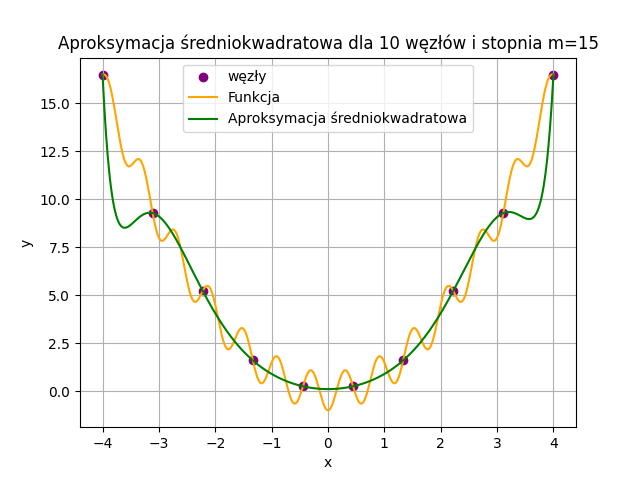 Aproksymacja średniokwadratowa dla 10 węzłów i stopnia m=15
węzły
Funkcja
Aproksymacja średniokwadratowa
y
15.0
12.5
10.0
7.5
5.0
2.5
0.0
−4 −3 −2 −1 0 1 2 3 4
x